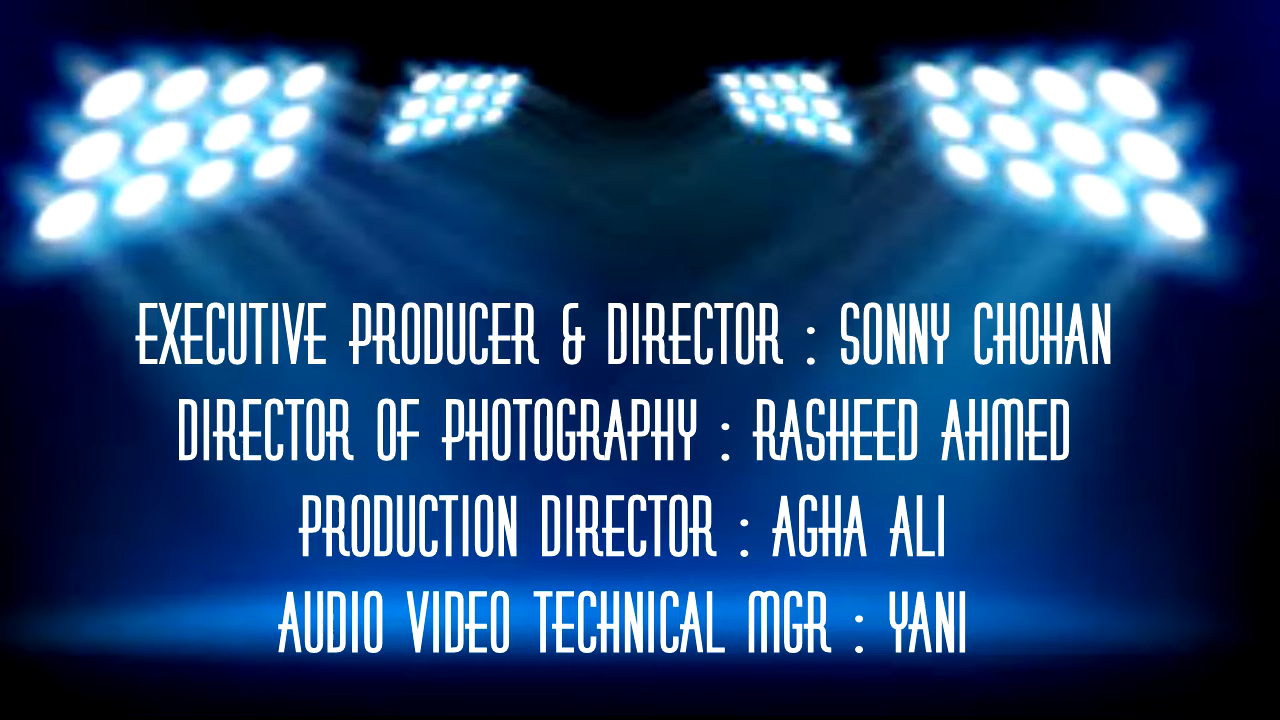 EXECUTIVE PRODUCER & DIRECTOR : SONNY CHOHAN
DIRECTOR OF PHOTOGRAPHY : RASHEED AHMED
PRODUCTION DIRECTOR : AGHA ALI
AUDIO VIDEO TECHNICAL MGR : YANI